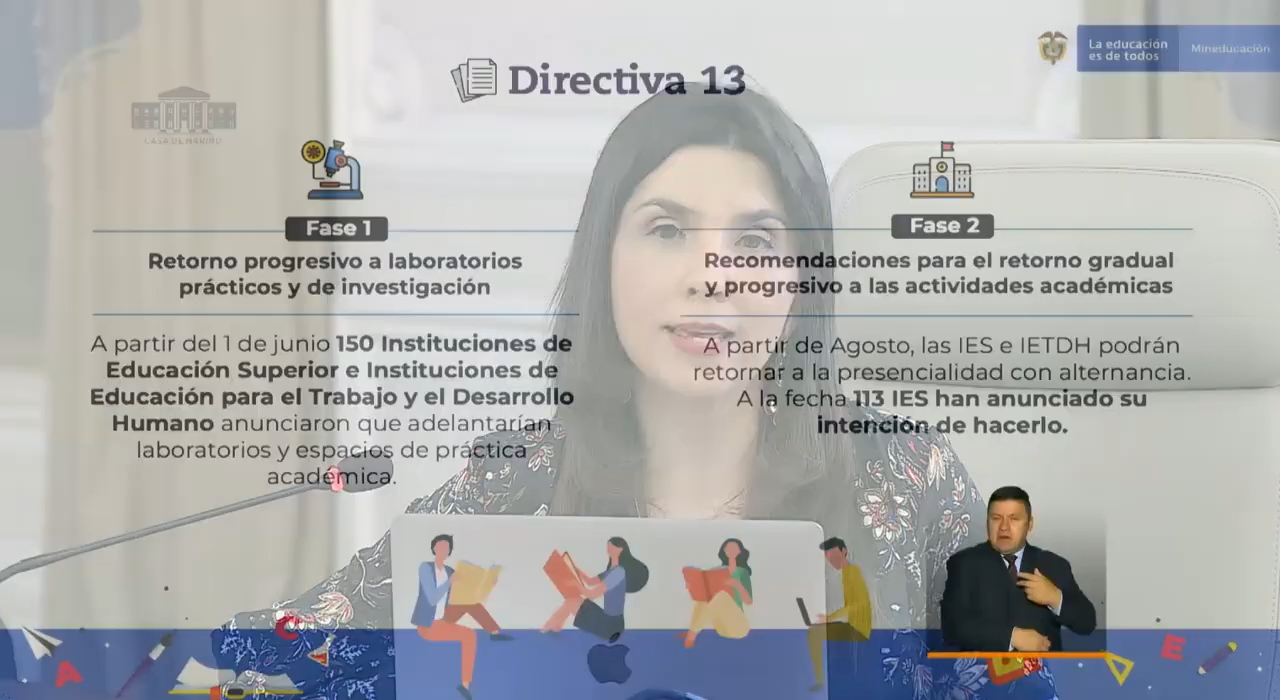 La educación
es de todos
Mineducación
Directiva 13
CASA DE NARIÑO
Fase 1
Retorno progresivo a laboratorios
prácticos y de investigación
A partir del 1 de junio 150 Instituciones de
Educación Superior e Instituciones de
Educación para el Trabajo y el Desarrollo
Humano anunciaron que adelantarían
laboratorios y espacios de práctica
académica.
Fase 2
Recomendaciones para el retorno gradual
y progresivo a las actividades académicas
A partir de Agosto, las IES e IETDH podrán
retornar a la presencialidad con alternancia.
A la fecha 113 IES han anunciado su
intención de hacerlo.
A
C
B
E